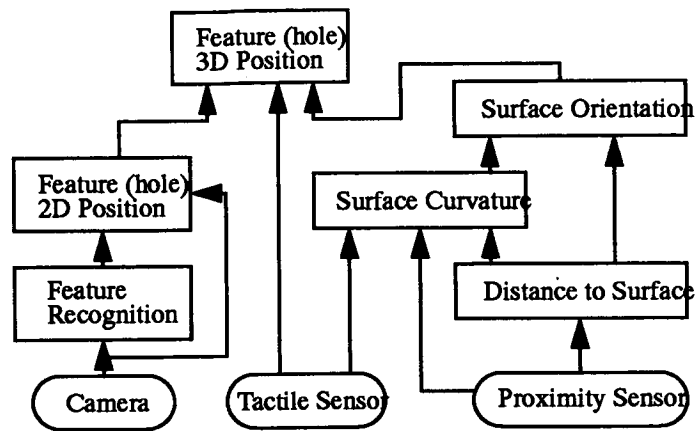 Feature (hole)
3D Position
Surface Orientation
Feature (hole)
2D Position
Surface Curvature
Feature
Recognition
Distance to Surface
Camera
Tactile Sensor
Proximity Sensor